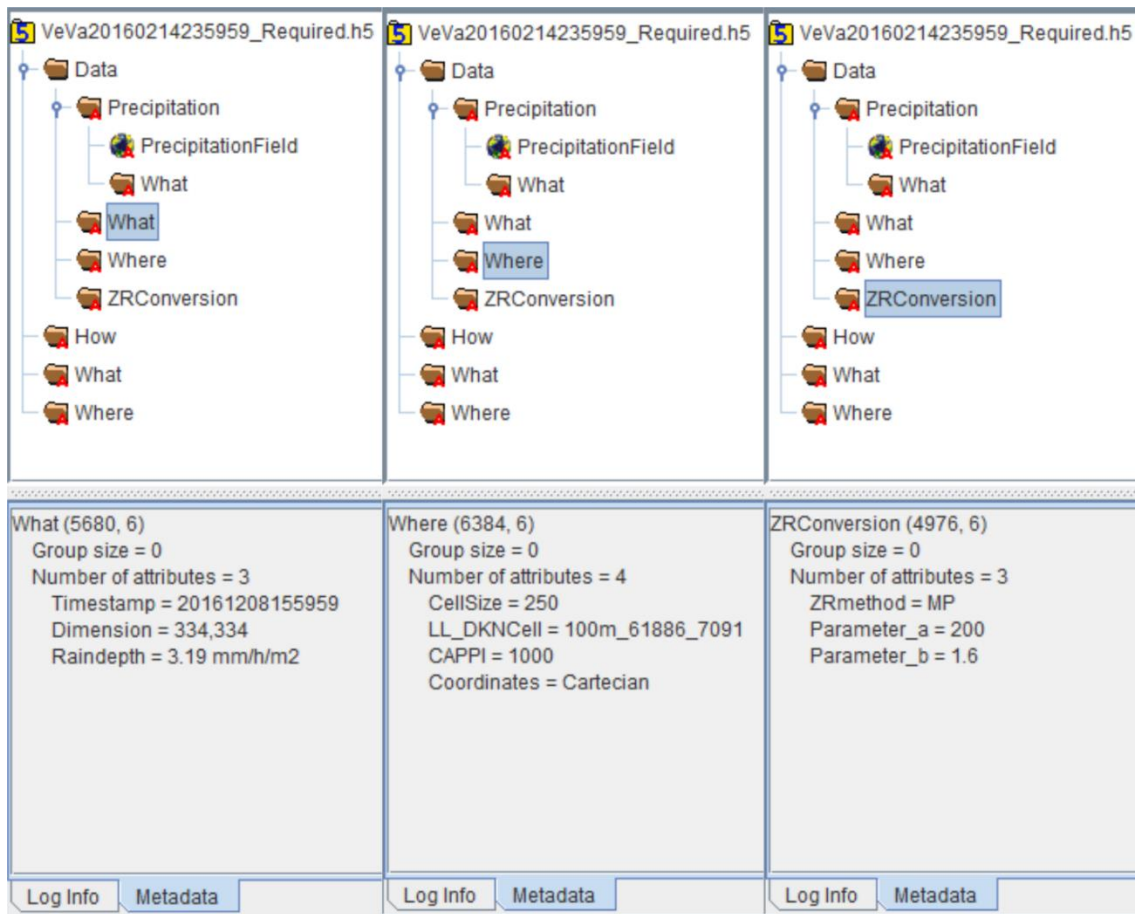 VeVa20160214235959_Required.h5
Data
Precipitation
PrecipitationField
What
What
Where
ZRConversion
How
What
Where
What (5680, 6)
Group size = 0
Number of attributes = 3
Timestamp = 20161208155959
Dimension = 334,334
Raindepth = 3.19 mm/h/m2
Log Info Metadata
VeVa20160214235959_Required.h5
Data
Precipitation
PrecipitationField
What
What
Where
ZRConversion
How
What
Where
Where (6384, 6)
Group size = 0
Number of attributes = 4
CellSize = 250
LL_DKNCell = 100m_61886_7091
CAPPI = 1000
Coordinates = Cartecian
Log Info Metadata
VeVa20160214235959_Required.h5
Data
Precipitation
PrecipitationField
What
What
Where
ZRConversion
How
What
Where
ZRConversion (4976, 6)
Group size = 0
Number of attributes = 3
ZRmethod = MP
Parameter_a = 200
Parameter_b = 1.6
Log Info Metadata